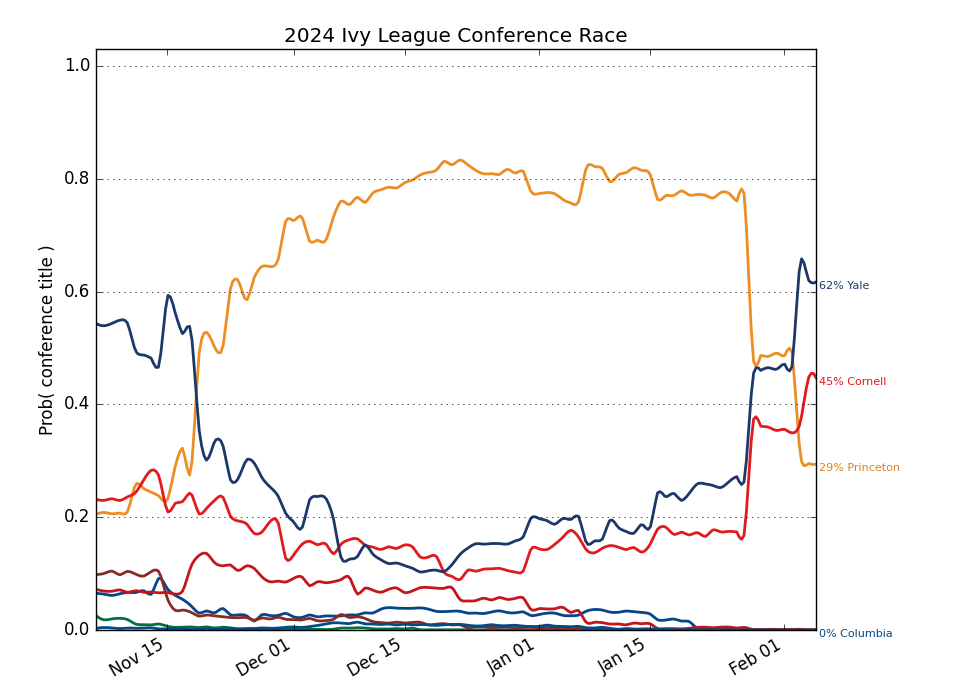 2024 Ivy League Conference Race
Prob( conference title )
1.0
0.8
0.6
0.4
0.2
0.0
62% Yale
45% Cornell
29% Princeton
0% Columbia
Nov 15
Dec 01
Dec 15
Jan 01
Jan 15
Feb 01